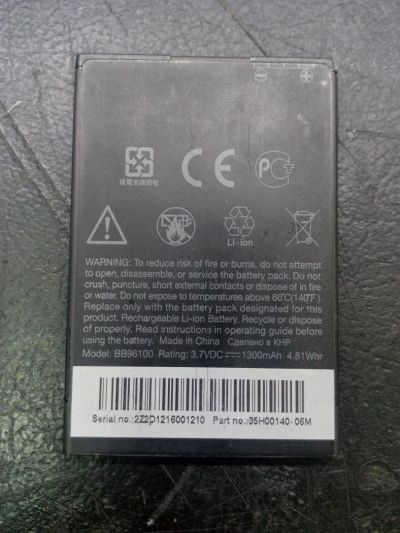 - +
廢電池請回收
CE
PC
Li-ion
WARNING: To reduce risk of fire or burns, do not attempt
to open, disassemble, or service the battery pack. Do not
crush, puncture, short external contacts or dispose of in fire
or water. Do not expose to temperatures above 60℃(140℉).
Replace only with the battery pack designated for this
product. Rechargeable Li-ion Battery. Recycle or dispose
of properly. Read instructions in operating guide before
using the battery. Made in China Сделано в КНР
Model: BB96100 Rating: 3.7VDC 1300mAh 4.81Whr
Serial no.:2Z2D1216001210 Part no.:35H00140-06M